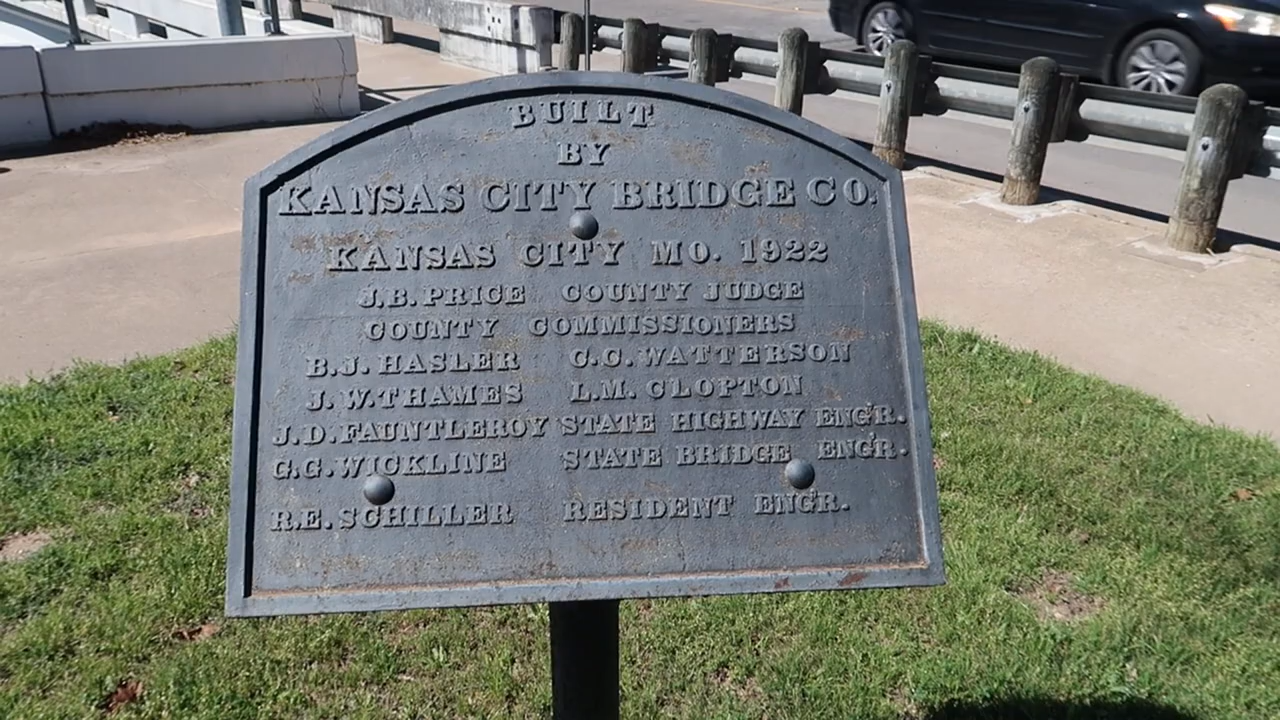 BUILT
BY
KANSAS CITY BRIDGE CO.
KANSAS CITY MO. 1922
J.B. PRICE COUNTY JUDGE
COUNTY COMMISSIONERS
B.J. HASLER C.C. WATTERSON
J.W. THAMES L.M. CLOPTON
J.D. FAUNTLEROY STATE HIGHWAY ENG'R.
G.G. WICKLINE STATE BRIDGE ENG'R.
R.E. SCHILLER RESIDENT ENG'R.